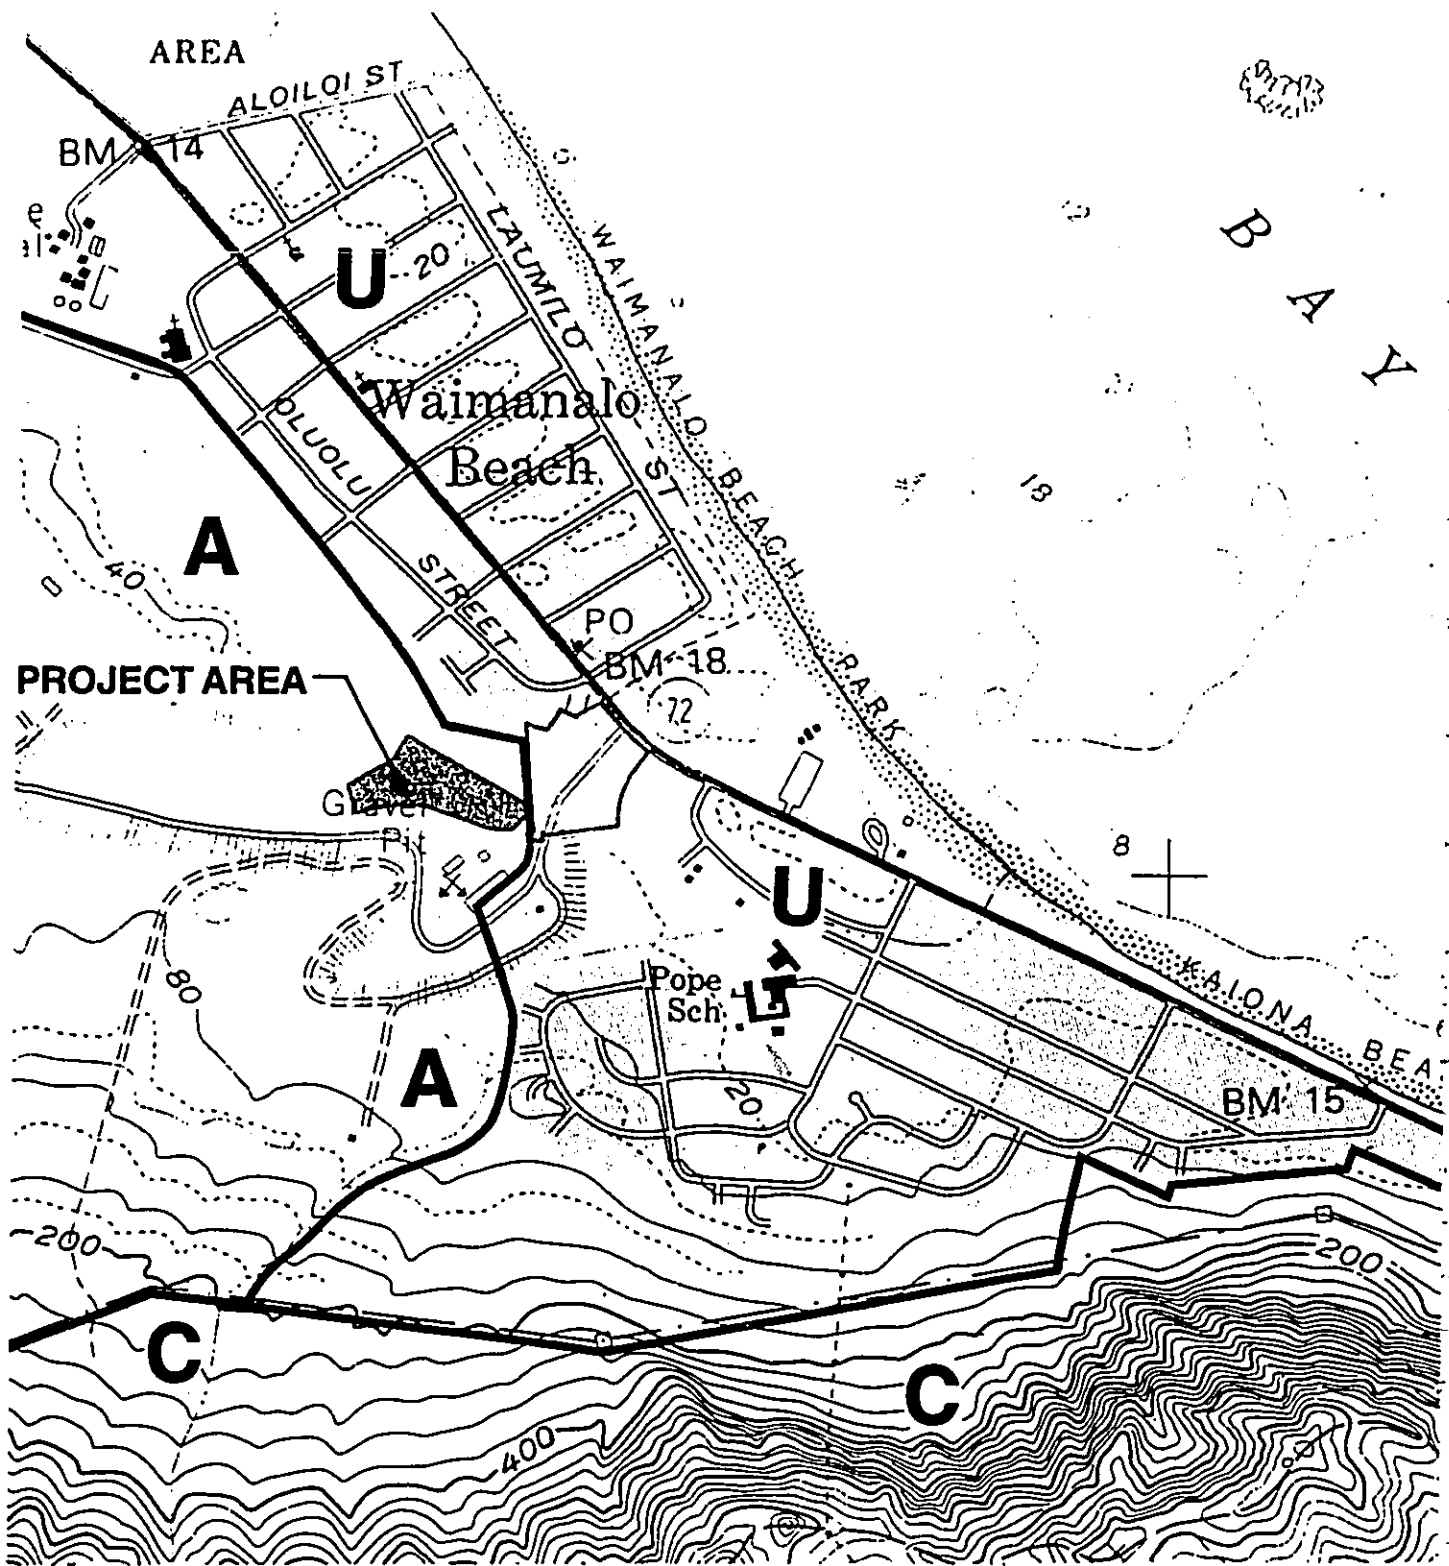 AREA
ALOILOI ST
BM 14
U
20
LAUMILO ST
WAIMANALO BEACH PARK
BAY
Waimanalo
Beach
OLUOLU STREET
18
A
40
PO
BM 18
72
PROJECT AREA
Gravel
Pit
8
U
Pope
Sch
KAIONA BEA
80
A
20
BM 15
200
200
C
C
400